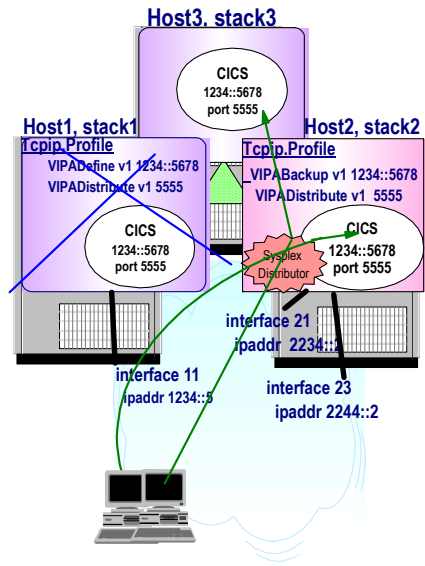 Host3, stack3
CICS
1234::5678
port 5555
Host1, stack1
Tcpip.Profile
VIPADefine v1 1234::5678
VIPADistribute v1 5555
CICS
1234::5678
port 5555
Host2, stack2
Tcpip.Profile
VIPABackup v1 1234::5678
VIPADistribute v1 5555
CICS
1234::5678
port 5555
Sysplex
Distributor
interface 21
ipaddr 2234::2
interface 11
ipaddr 1234::5
interface 23
ipaddr 2244::2